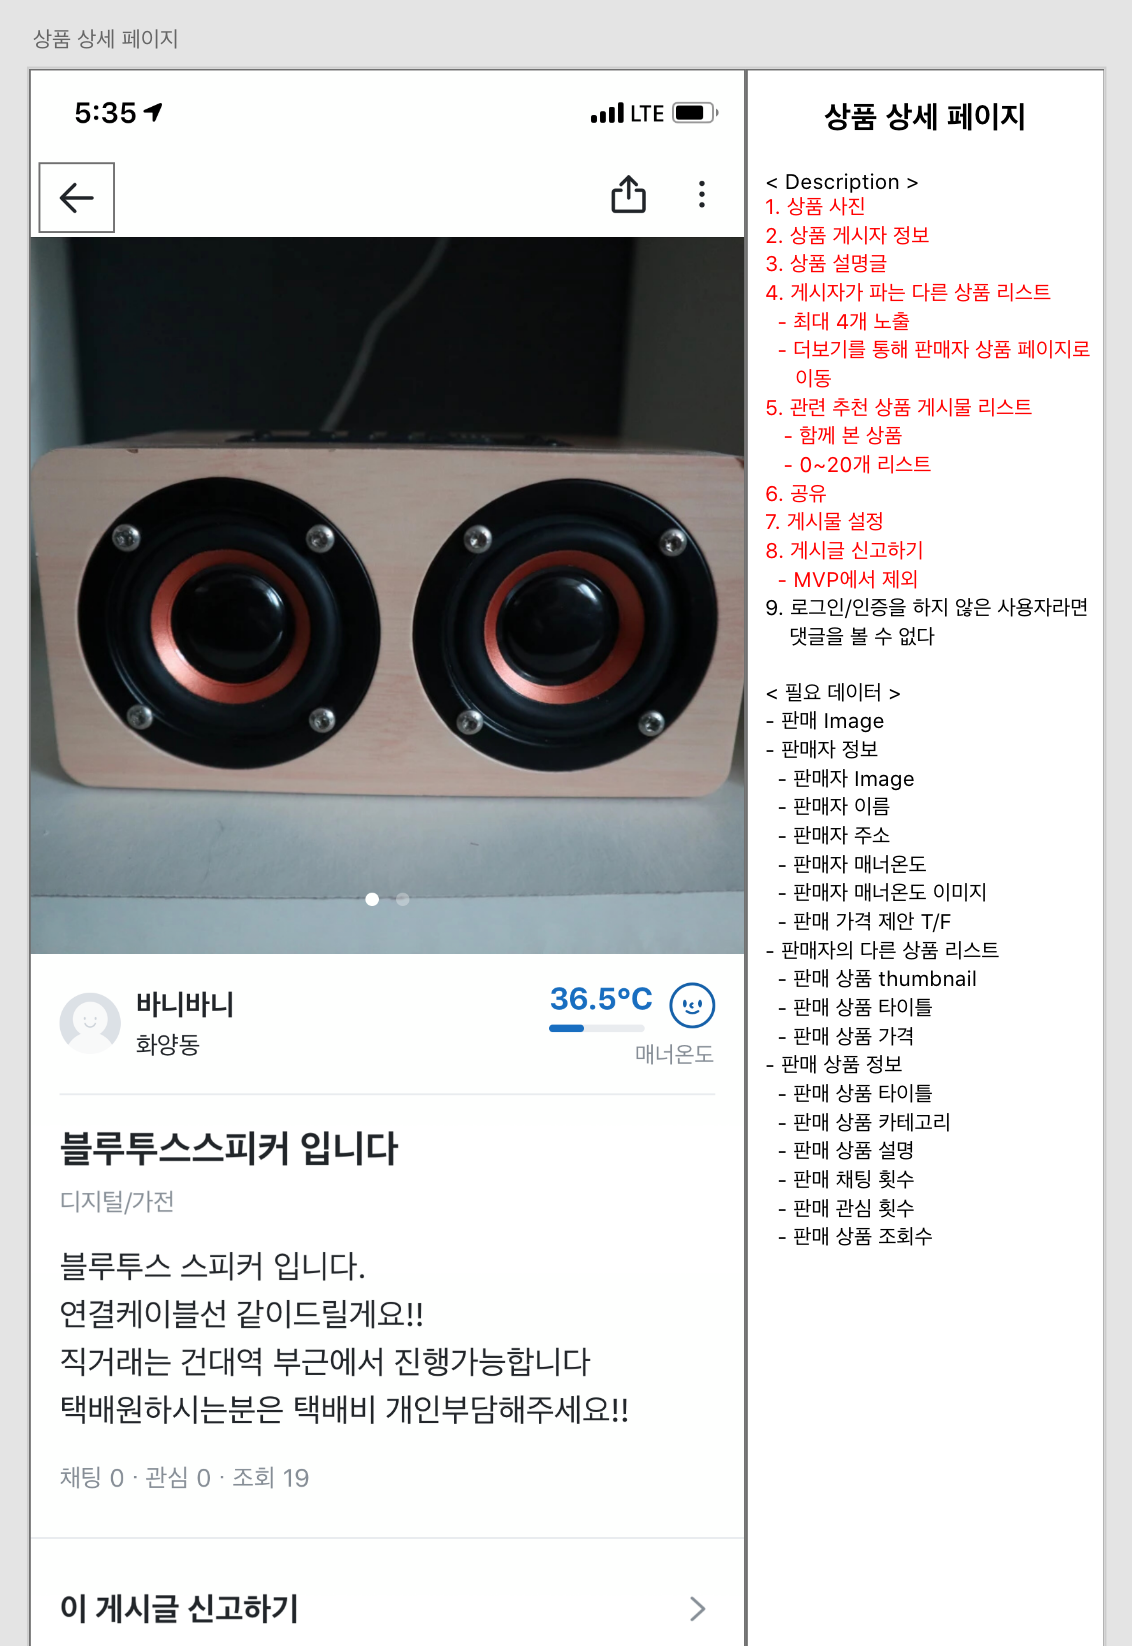 상품 상세 페이지
5:35
LTE
바니바니
화양동
36.5°C
매너온도
블루투스스피커 입니다
디지털/가전
블루투스 스피커 입니다.
연결케이블선 같이드릴게요!!
직거래는 건대역 부근에서 진행가능합니다
택배원하시는분은 택배비 개인부담해주세요!!
채팅 0 · 관심 0 · 조회 19
이 게시글 신고하기
상품 상세 페이지
< Description >
1. 상품 사진
2. 상품 게시자 정보
3. 상품 설명글
4. 게시자가 파는 다른 상품 리스트
- 최대 4개 노출
- 더보기를 통해 판매자 상품 페이지로
이동
5. 관련 추천 상품 게시물 리스트
- 함께 본 상품
- 0~20개 리스트
6. 공유
7. 게시물 설정
8. 게시글 신고하기
- MVP에서 제외
9. 로그인/인증을 하지 않은 사용자라면
댓글을 볼 수 없다
< 필요 데이터 >
- 판매 Image
- 판매자 정보
- 판매자 Image
- 판매자 이름
- 판매자 주소
- 판매자 매너온도
- 판매자 매너온도 이미지
- 판매 가격 제안 T/F
- 판매자의 다른 상품 리스트
- 판매 상품 thumbnail
- 판매 상품 타이틀
- 판매 상품 가격
- 판매 상품 정보
- 판매 상품 타이틀
- 판매 상품 카테고리
- 판매 상품 설명
- 판매 채팅 횟수
- 판매 관심 횟수
- 판매 상품 조회수